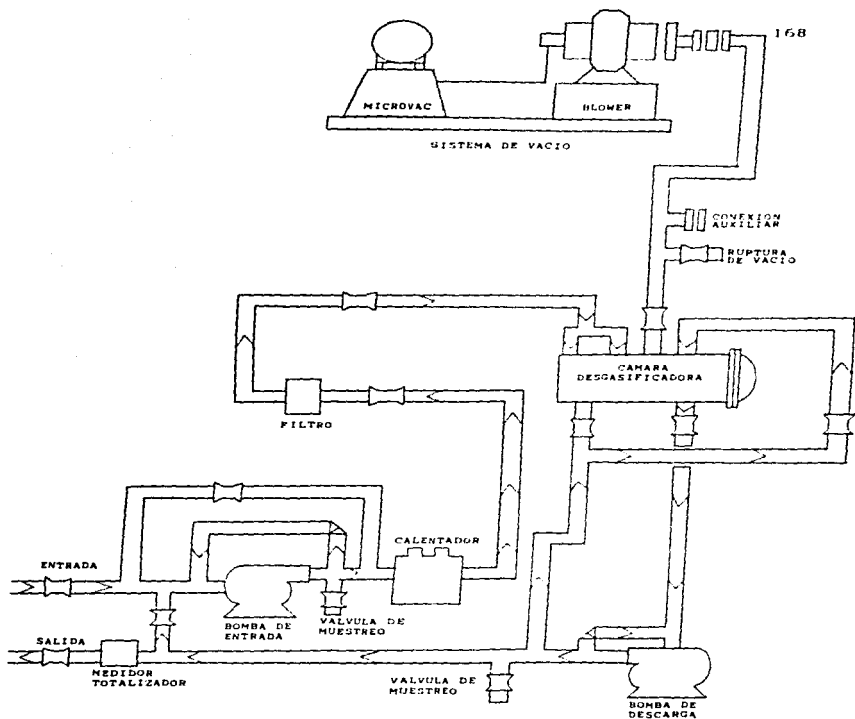 168
MICROVAC
BLOWER
SISTEMA DE VACIO
CONEXION
AUXILIAR
RUPTURA
DE VACIO
CAMARA
DESGASIFICADORA
FILTRO
CALENTADOR
ENTRADA
BOMBA DE
ENTRADA
VALVULA DE
MUESTREO
SALIDA
MEDIDOR
TOTALIZADOR
VALVULA DE
MUESTREO
BOMBA DE
DESCARGA